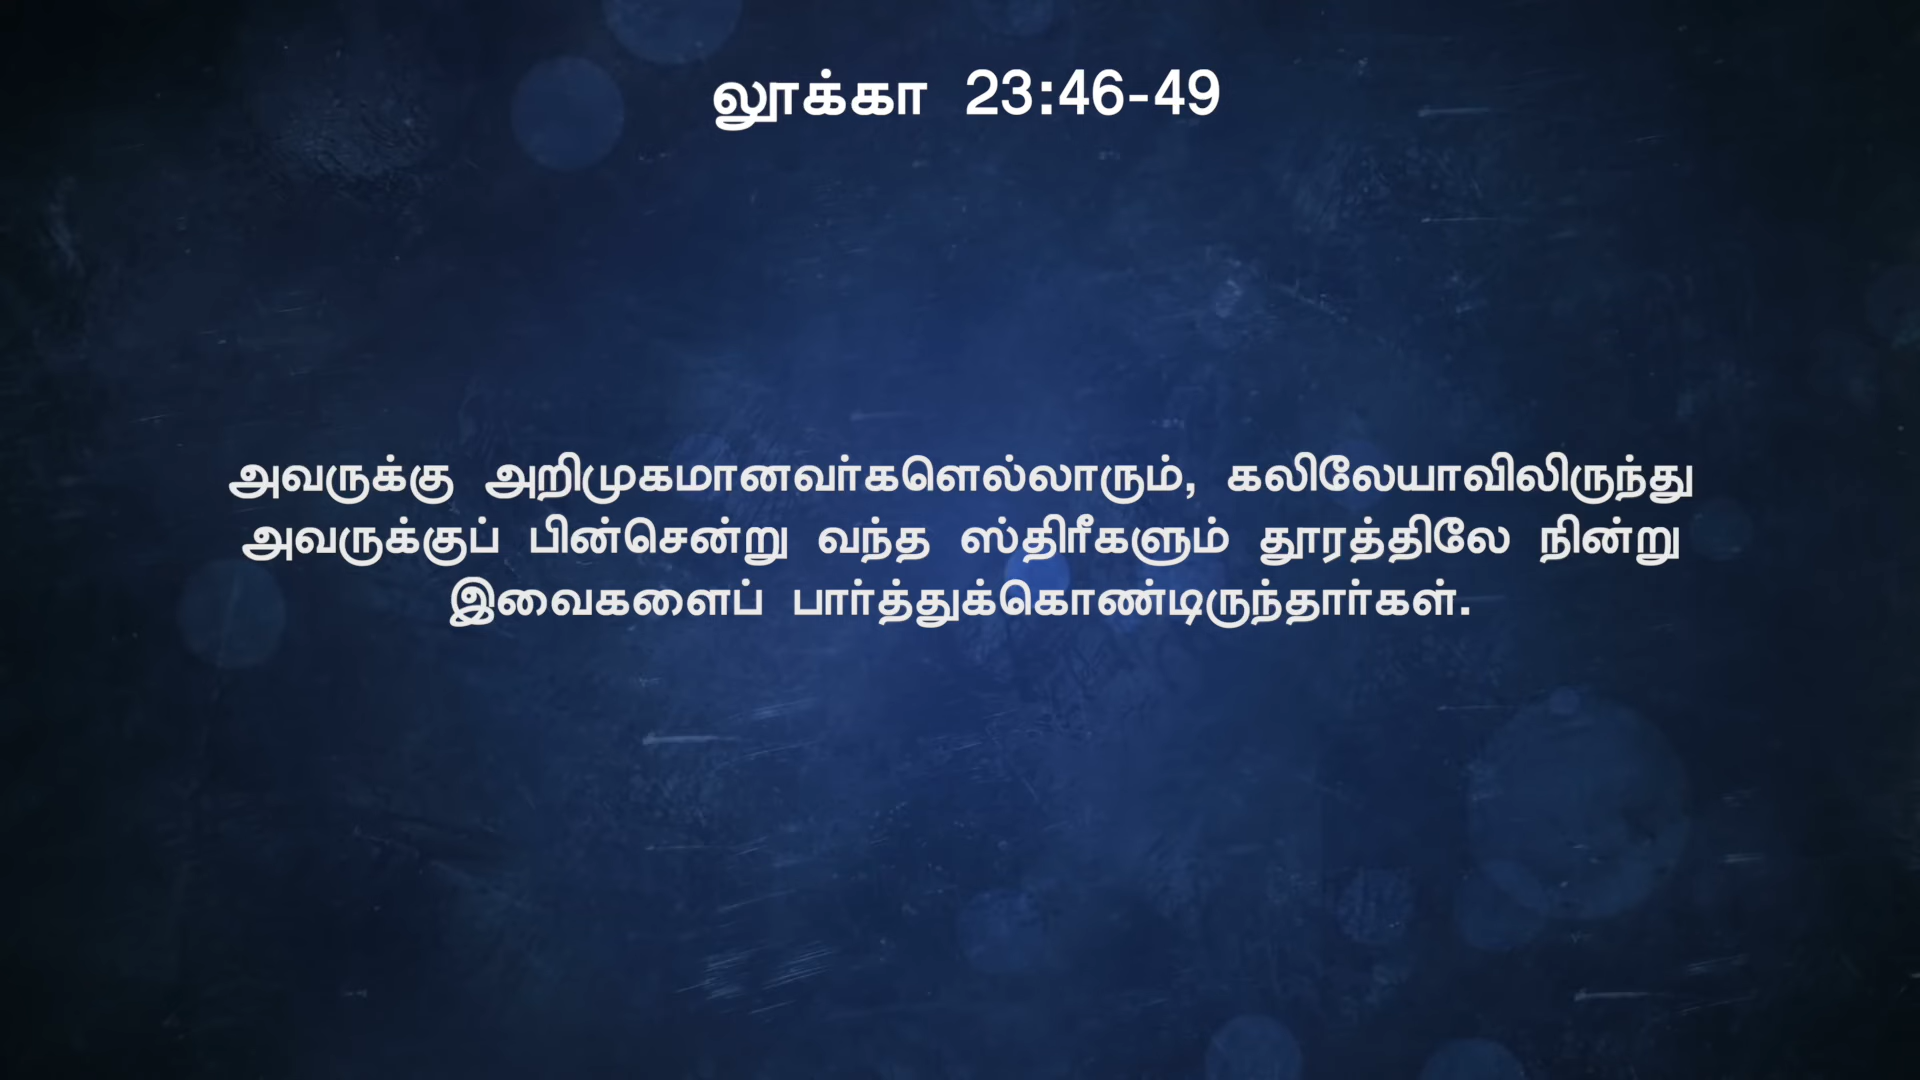 லூக்கா 23:46-49
அவருக்கு அறிமுகமானவர்களெல்லாரும், கலிலேயாவிலிருந்து
அவருக்குப் பின்சென்று வந்த ஸ்திரீகளும் தூரத்திலே நின்று
இவைகளைப் பார்த்துக்கொண்டிருந்தார்கள்.